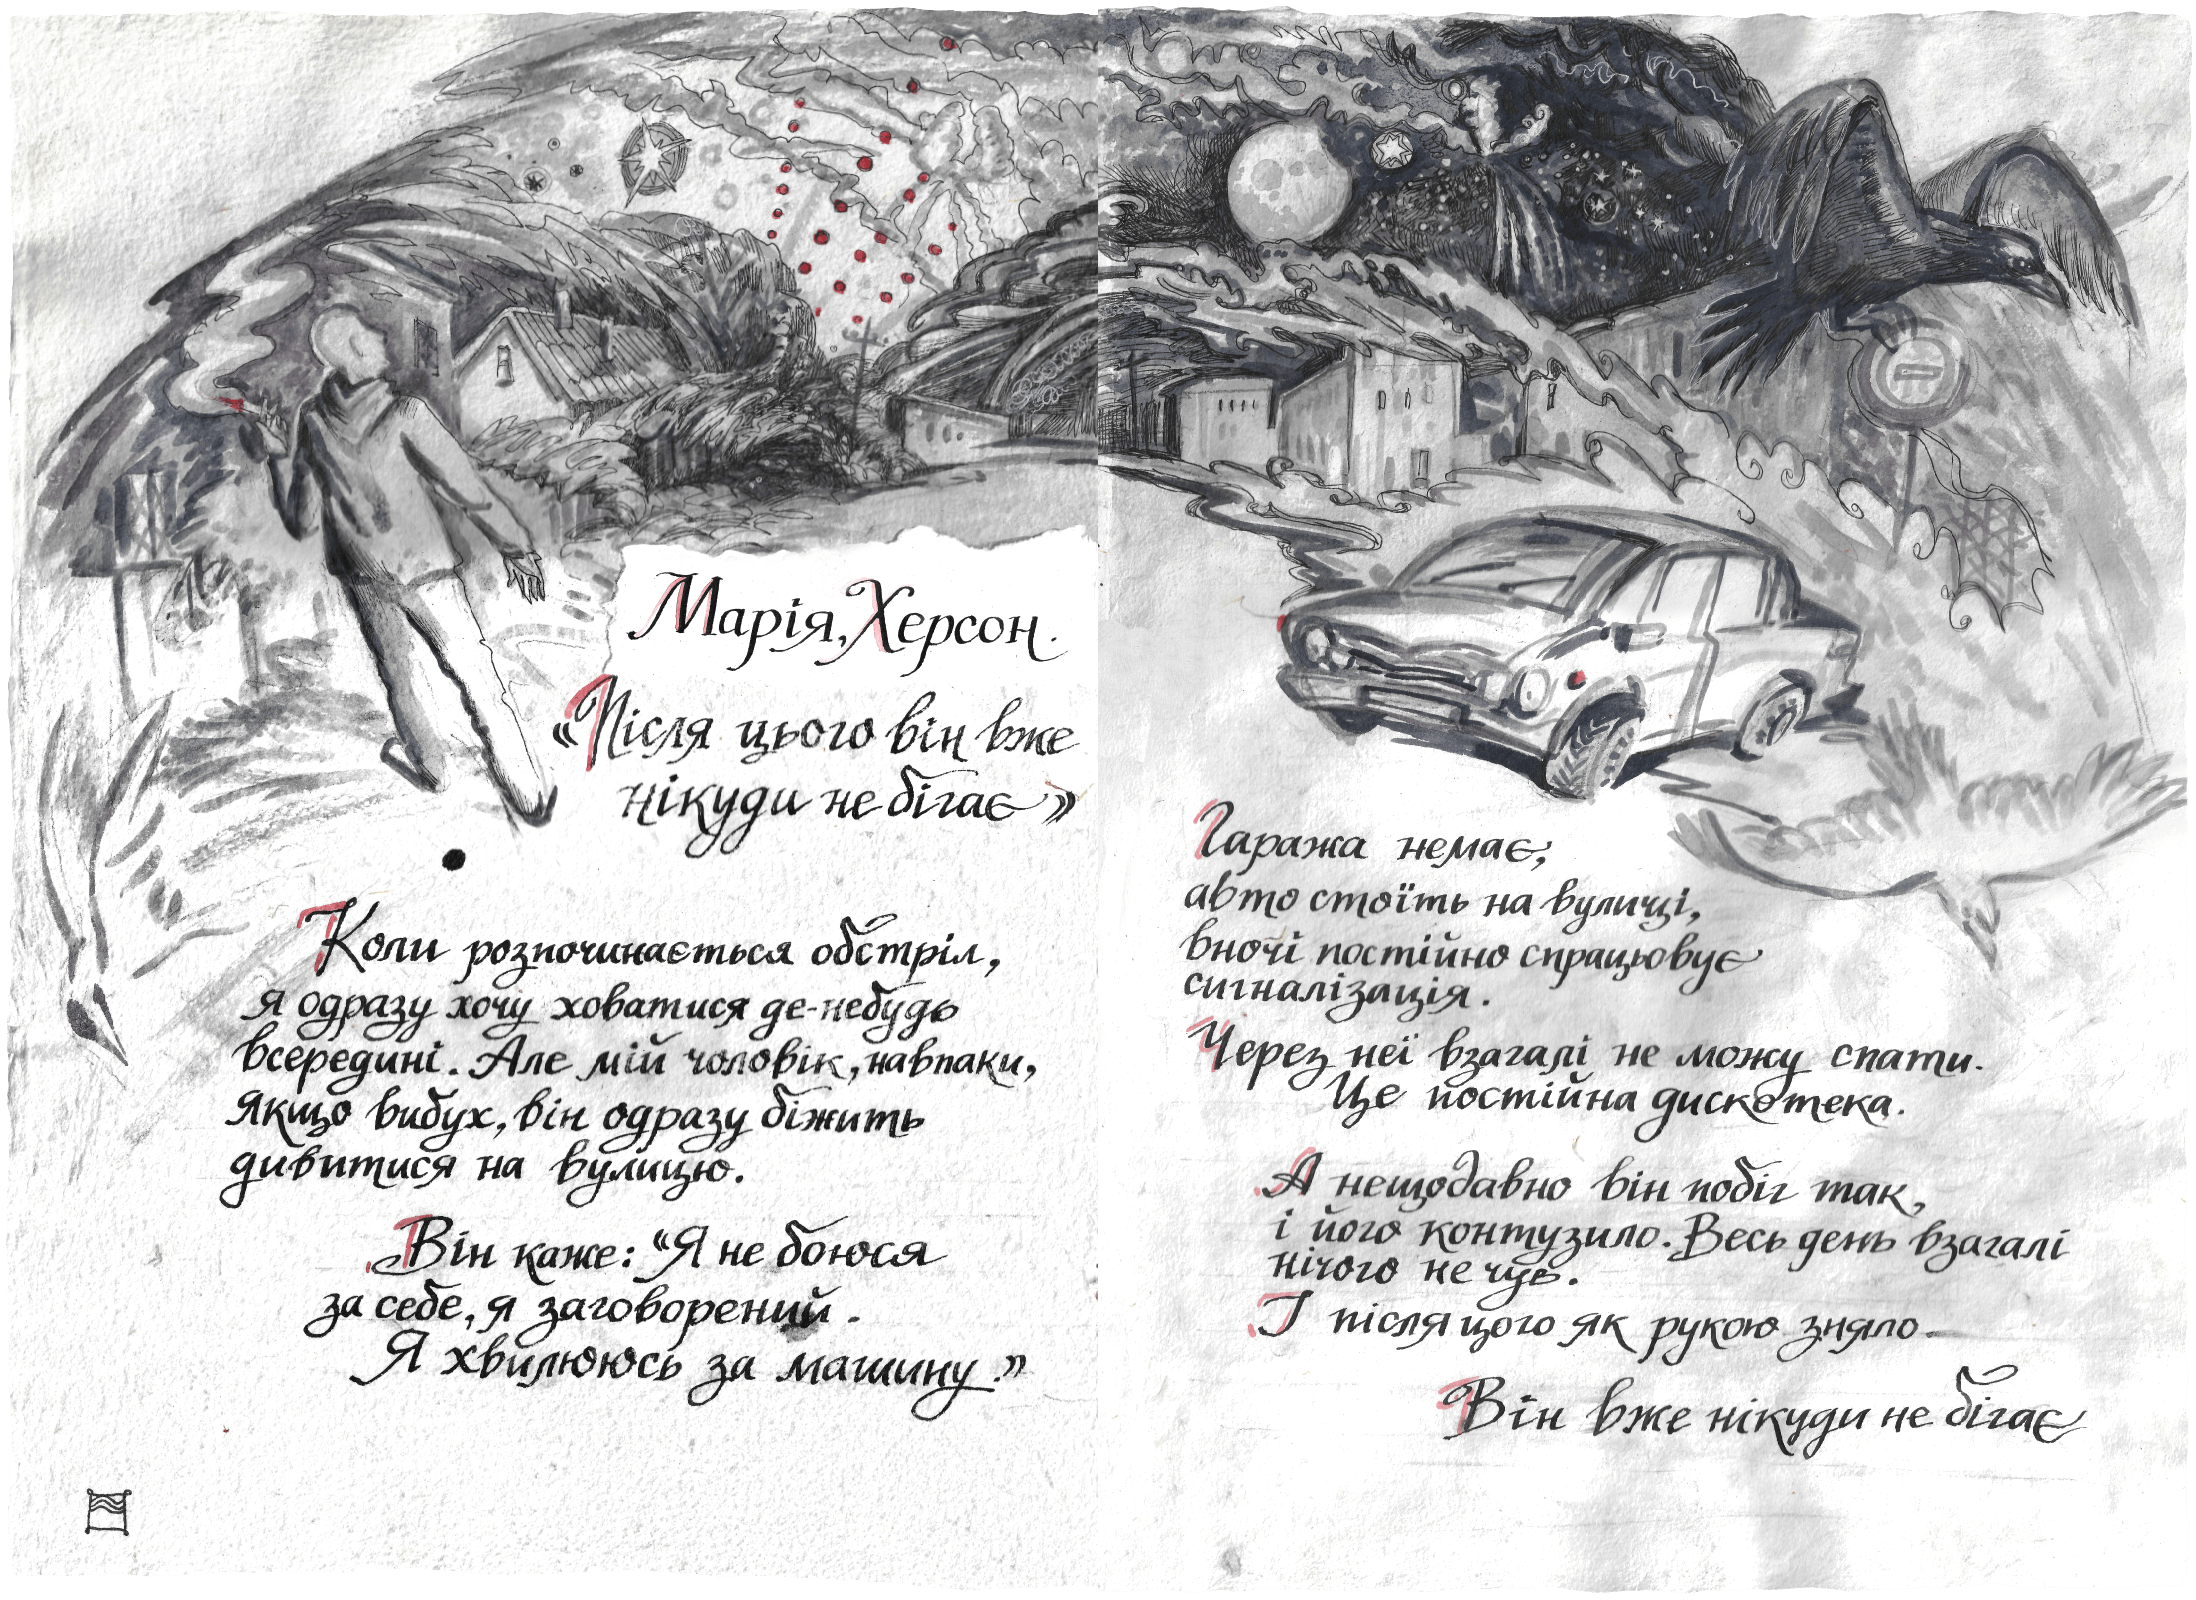 Марія, Херсон.
«Після цього він вже
нікуди не бігає»
Коли розпочинається обстріл,
я одразу хочу ховатися де-небудь
всередині. Але мій чоловік, навпаки,
якщо вибух, він одразу біжить
дивитися на вулицю.
Він каже: "Я не боюся
за себе, я заговорений.
Я хвилююсь за машину."
Гаража немає;
авто стоїть на вулиці,
вночі постійно спрацьовує
сигналізація.
Через неї взагалі не можу спати.
Це постійна дискотека.
А нещодавно він побіг так,
і його контузило. Весь день взагалі
нічого не чув.
І після цого як рукою зняло.
Він вже нікуди не бігає